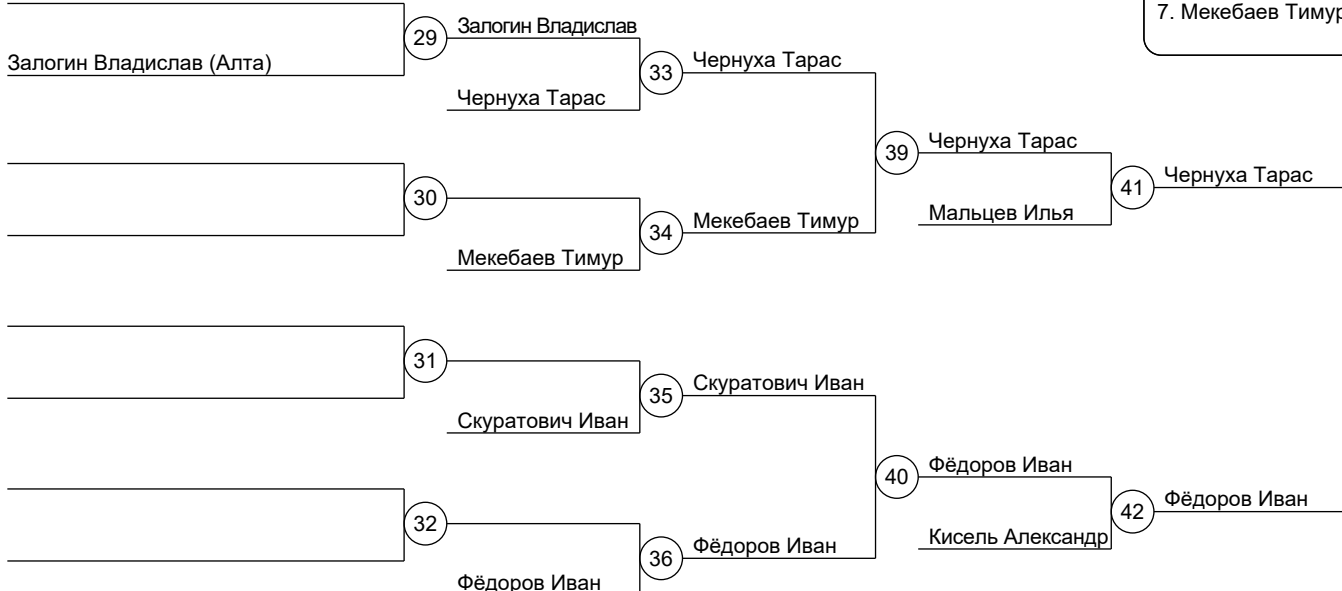 7. Мекебаев Тимур
29
Залогин Владислав
Залогин Владислав (Алта)
33
Чернуха Тарас
Чернуха Тарас
39
Чернуха Тарас
41
Чернуха Тарас
30
34
Мекебаев Тимур
Мальцев Илья
Мекебаев Тимур
31
35
Скуратович Иван
Скуратович Иван
40
Фёдоров Иван
42
Фёдоров Иван
32
36
Фёдоров Иван
Кисель Александр
Фёдоров Иван